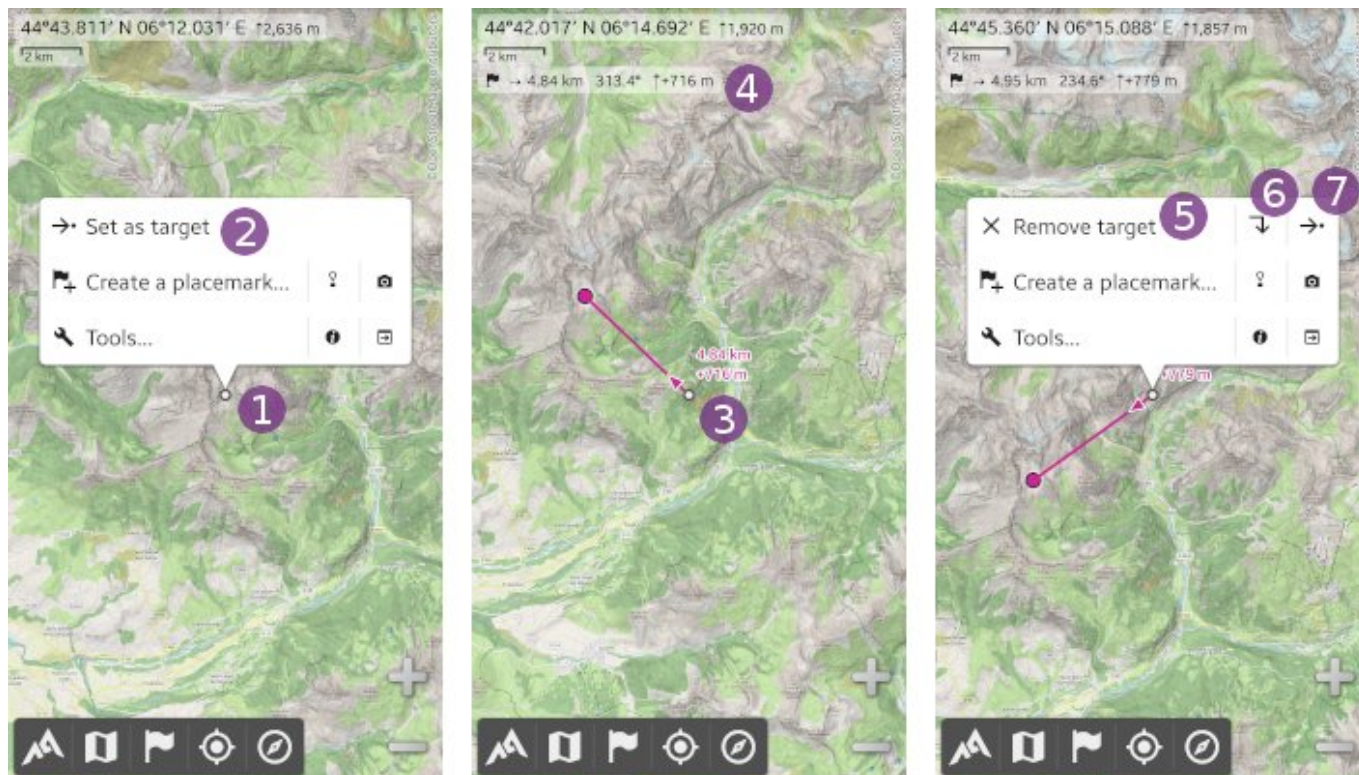 44°43.811′ N 06°12.031′ E ↑2,636 m
2 km
2
→• Set as target
Create a placemark...
Tools...
1
44°42.017′ N 06°14.692′ E ↑1,920 m
2 km
→ 4.84 km 313.4° ↑+716 m
4
4.84 km
+716 m
3
44°45.360′ N 06°15.088′ E ↑1,857 m
2 km
→ 4.95 km 234.6° ↑+779 m
5
6
7
Remove target
Create a placemark...
Tools...
+779 m